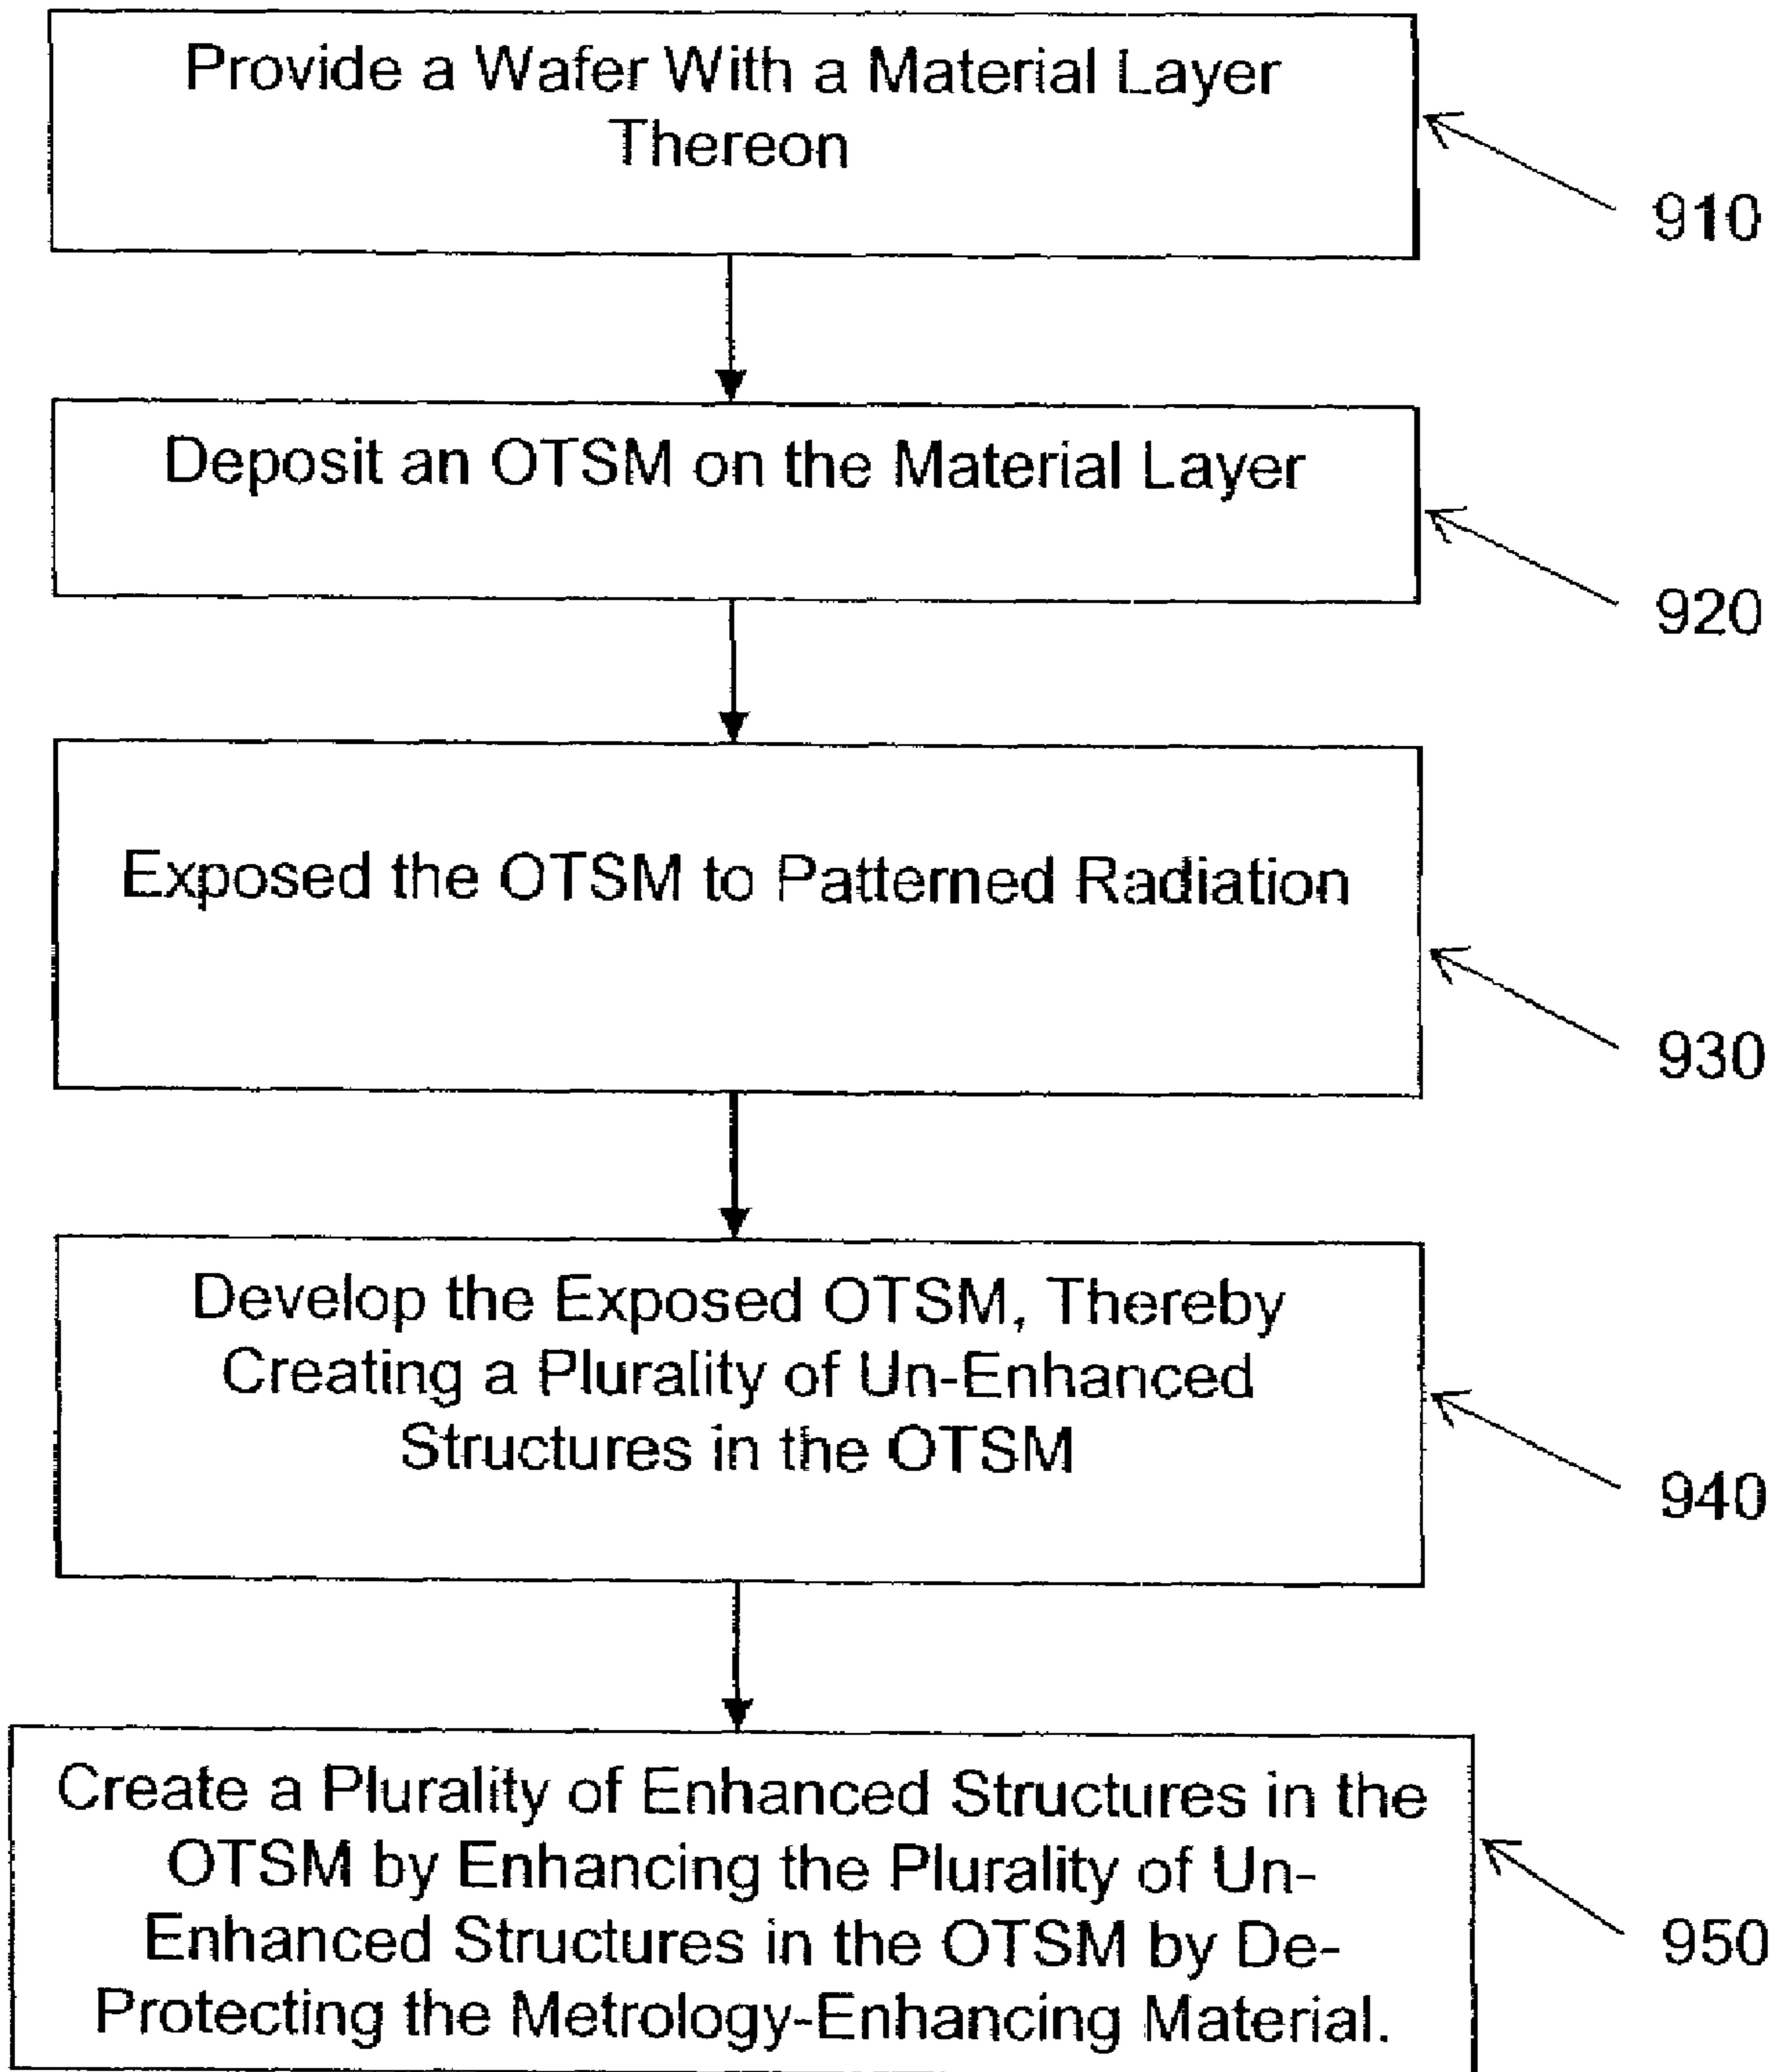 Provide a Wafer With a Material Layer
Thereon
910
Deposit an OTSM on the Material Layer
920
Exposed the OTSM to Patterned Radiation
930
Develop the Exposed OTSM, Thereby
Creating a Plurality of Un-Enhanced
Structures in the OTSM
940
Create a Plurality of Enhanced Structures in the
OTSM by Enhancing the Plurality of Un-
Enhanced Structures in the OTSM by De-
Protecting the Metrology-Enhancing Material.
950